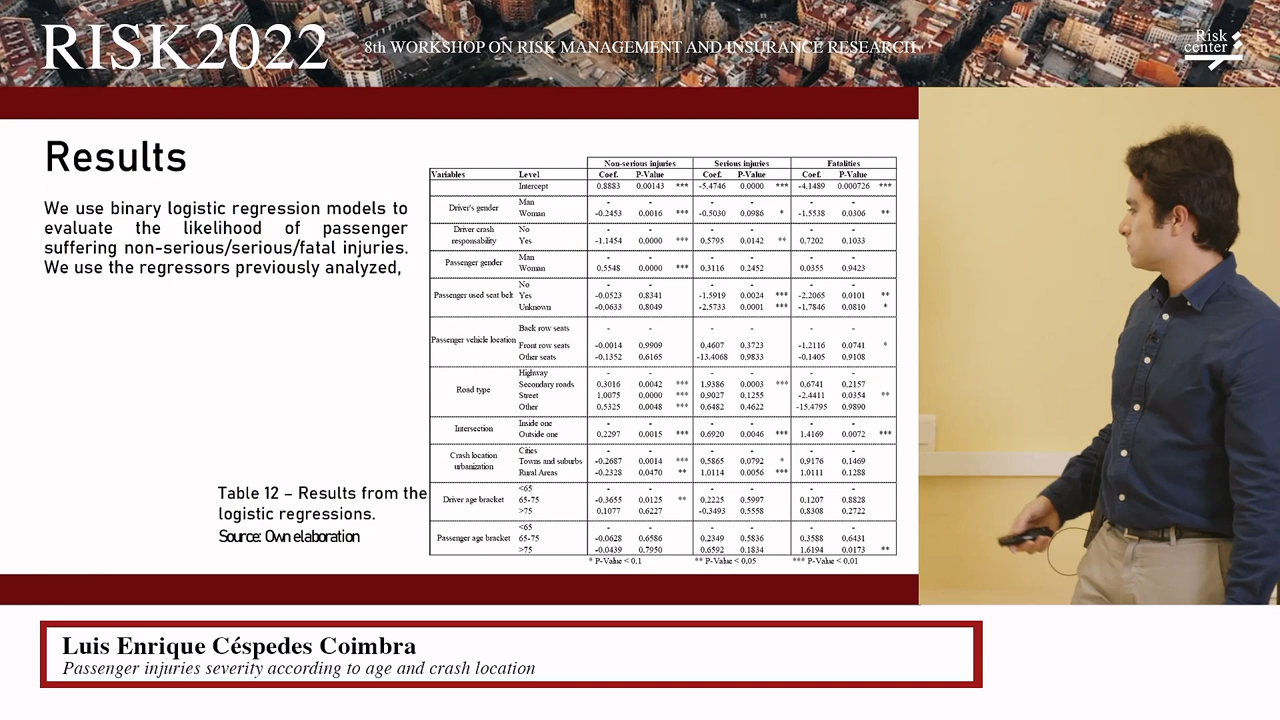 RISK2022
8th WORKSHOP ON RISK MANAGEMENT AND INSURANCE RESEARCH
Risk
center
Results
We use binary logistic regression models to
evaluate the likelihood of passenger
suffering non-serious/serious/fatal injuries.
We use the regressors previously analyzed,
Table 12 – Results from the
logistic regressions.
Source: Own elaboration
Non-serious injuries Serious injuries Fatalities
Variables Level Coef. P-Value Coef. P-Value Coef. P-Value
Intercept 0,8883 0,00143 *** -5,4746 0,0000 *** -4,1489 0,000726 ***
Driver's gender
Man - - - - - -
Woman -0,2453 0,0016 *** -0,5030 0,0986 * -1,5538 0,0306 **
Driver crash
responsability
No - - - - - -
Yes -1,1454 0,0000 *** 0,5795 0,0142 ** 0,7202 0,1033
Passenger gender
Man - - - - - -
Woman 0,5548 0,0000 *** 0,3116 0,2452 0,0355 0,9423
Passenger used seat belt
No - - - - - -
Yes -0,0523 0,8341 -1,5919 0,0024 *** -2,2065 0,0101 **
Unknown -0,0633 0,8049 -2,5733 0,0001 *** -1,7846 0,0810 *
Passenger vehicle location
Back row seats - - - - - -
Front row seats -0,0014 0,9909 0,4607 0,3723 -1,2116 0,0741 *
Other seats -0,1352 0,6165 -13,4068 0,9833 -0,1405 0,9108
Road type
Highway - - - - - -
Secondary roads 0,3016 0,0042 *** 1,9386 0,0003 *** 0,6741 0,2157
Street 1,0075 0,0000 *** 0,9027 0,1255 -2,4411 0,0354 **
Other 0,5325 0,0048 *** 0,6482 0,4622 -15,4795 0,9890
Intersection
Inside one - - - - - -
Outside one 0,2297 0,0015 *** 0,6920 0,0046 *** 1,4169 0,0072 ***
Crash location
urbanization
Cities - - - - - -
Towns and suburbs -0,2687 0,0014 *** 0,5865 0,0792 * 0,9176 0,1469
Rural Areas -0,2328 0,0470 ** 1,0114 0,0056 *** 1,0111 0,1288
Driver age bracket
<65 - - - - - -
65-75 -0,3655 0,0125 ** 0,2225 0,5997 0,1207 0,8828
>75 0,1077 0,6227 -0,3493 0,5558 0,8308 0,2722
Passenger age bracket
<65 - - - - - -
65-75 -0,0628 0,6586 0,2349 0,5836 0,3588 0,6431
>75 -0,0439 0,7950 0,6592 0,1834 1,6194 0,0173 **
* P-Value < 0,1 ** P-Value < 0,05 *** P-Value < 0,01
Luis Enrique Céspedes Coimbra
Passenger injuries severity according to age and crash location